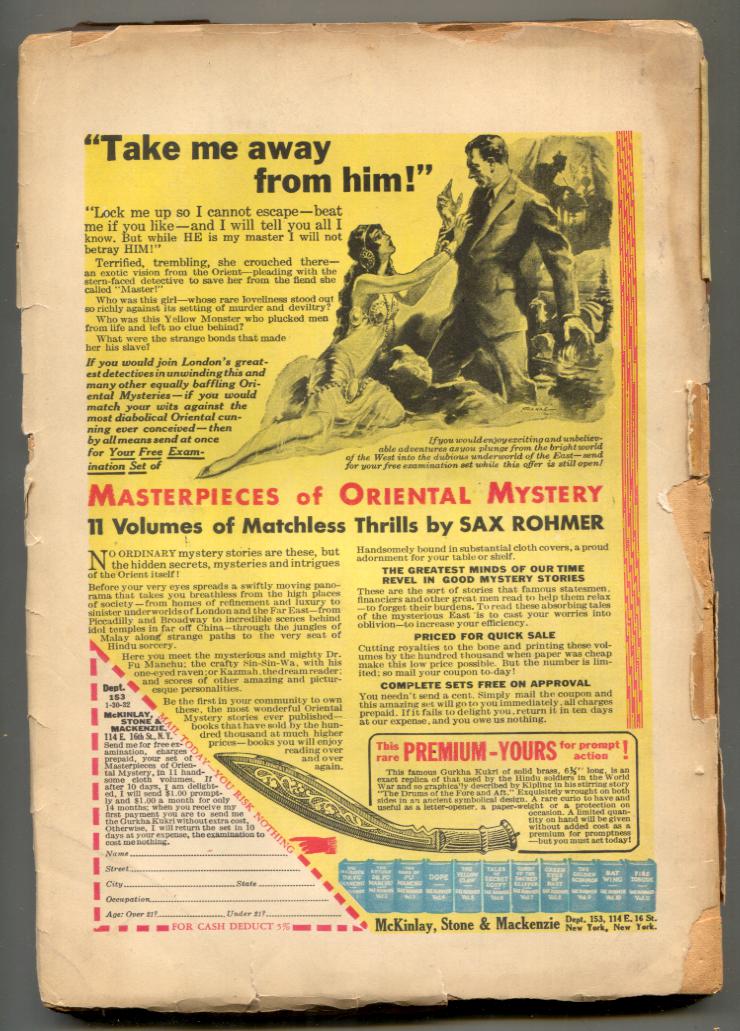 "Take me away
from him!"
"Lock me up so I cannot escape—beat
me if you like—and I will tell you all I
know. But while HE is my master I will not
betray HIM!"
Terrified, trembling, she crouched there—
an exotic vision from the Orient—pleading with the
stern-faced detective to save her from the fiend she
called "Master!"
Who was this girl—whose rare loveliness stood out
so richly against its setting of murder and deviltry?
Who was this Yellow Monster who plucked men
from life and left no clue behind?
What were the strange bonds that made
her his slave?
If you would join London's great-
est detectives in unwinding this and
many other equally baffling Ori-
ental Mysteries—if you would
match your wits against the
most diabolical Oriental cun-
ning ever conceived—then
by all means send at once
for Your Free Exam-
ination Set of
If you would enjoy exciting and unbeliev-
able adventures as you plunge from the bright world
of the West into the dubious underworld of the East—send
for your free examination set while this offer is still open!
MASTERPIECES of ORIENTAL MYSTERY
11 Volumes of Matchless Thrills by SAX ROHMER
NO ORDINARY mystery stories are these, but
the hidden secrets, mysteries and intrigues
of the Orient itself!
Before your very eyes spreads a swiftly moving pano-
rama that takes you breathless from the high places
of society—from homes of refinement and luxury to
sinister underworlds of London and the Far East—from
Piccadilly and Broadway to incredible scenes behind
idol temples in far off China—through the jungles of
Malay along strange paths to the very seat of
Hindu sorcery.
Here you meet the mysterious and mighty Dr.
Fu Manchu; the crafty Sin-Sin-Wa, with his
one-eyed raven; or Kazmah, the dream reader;
and scores of other amazing and pictur-
esque personalities.
Be the first in your community to own
these, the most wonderful Oriental
Mystery stories ever published—
books that have sold by the hun-
dred thousand at much higher
prices—books you will enjoy
reading over
and over
again.
Handsomely bound in substantial cloth covers, a proud
adornment for your table or shelf.
THE GREATEST MINDS OF OUR TIME
REVEL IN GOOD MYSTERY STORIES
These are the sort of stories that famous statesmen,
financiers and other great men read to help them relax
—to forget their burdens. To read these absorbing tales
of the mysterious East is to cast your worries into
oblivion—to increase your efficiency.
PRICED FOR QUICK SALE
Cutting royalties to the bone and printing these vol-
umes by the hundred thousand when paper was cheap
make this low price possible. But the number is lim-
ited; so mail your coupon to-day!
COMPLETE SETS FREE ON APPROVAL
You needn't send a cent. Simply mail the coupon and
this amazing set will go to you immediately, all charges
prepaid. If it fails to delight you, return it in ten days
at our expense, and you owe us nothing.
This rare PREMIUM-YOURS for prompt action!
This famous Gurkha Kukri of solid brass, 6¾" long, is an
exact replica of that used by the Hindu soldiers in the World
War and so graphically described by Kipling in his stirring story
"The Drums of the Fore and Aft." Exquisitely wrought on both
sides in an ancient symbolical design. A rare curio to have and
useful as a letter-opener, a paper-weight or a protection on
occasion. A limited quan-
tity on hand will be given
without added cost as a
premium for promptness
—but you must act today!
MAIL TODAY—YOU RISK NOTHING
Dept.
153
1-30-32
McKINLAY,
STONE &
MACKENZIE,
114 E. 16th St., N.Y.
Send me for free ex-
amination, charges
prepaid, your set of
Masterpieces of Orien-
tal Mystery, in 11 hand-
some cloth volumes. If
after 10 days, I am delight-
ed, I will send $1.00 prompt-
ly and $1.00 a month for only
14 months; when you receive my
first payment you are to send me
the Gurkha Kukri without extra cost.
Otherwise, I will return the set in 10
days at your expense, the examination to
cost me nothing.
Name
Street
City State
Occupation
Age: Over 21? Under 21?
FOR CASH DEDUCT 5%
DOPE
THE YELLOW CLAW
TALES OF SECRET EGYPT
BAT WING
FIRE TONGUE
McKinlay, Stone & Mackenzie Dept. 153, 114 E. 16 St.
New York, New York.